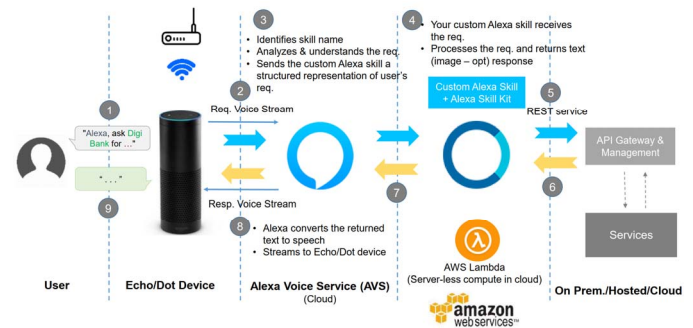 3
• Identifies skill name
• Analyzes & understands the req.
• Sends the custom Alexa skill a
structured representation of user's
req.
4
• Your custom Alexa skill receives
the req.
• Processes the req. and returns text
(image – opt) response
1
"Alexa, ask Digi
Bank for ..."
2
Req. Voice Stream
Custom Alexa Skill
+ Alexa Skill Kit
5
REST service
API Gateway &
Management
"..."
9
Resp. Voice Stream
7
6
8
• Alexa converts the returned
text to speech
• Streams to Echo/Dot device
λ
AWS Lambda
(Server-less compute in cloud)
Services
User
Echo/Dot Device
Alexa Voice Service (AVS)
(Cloud)
On Prem./Hosted/Cloud
amazon
webservices™